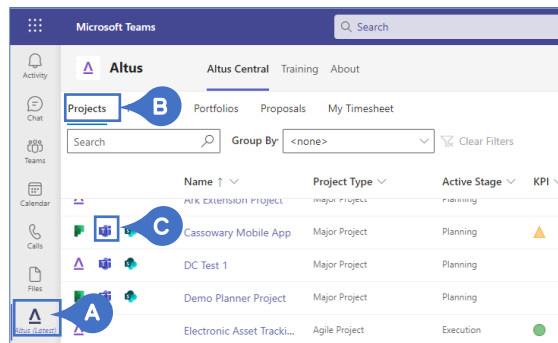 Microsoft Teams
Search
Activity
Chat
Teams
Calendar
Calls
Files
Altus (Latest)
Altus
Altus Central Training About
Projects B Portfolios Proposals My Timesheet
Search Group By: <none> Clear Filters
Name ↑ Project Type Active Stage KPI
Ark Extension Project Major Project Planning
C Cassowary Mobile App Major Project Planning
DC Test 1 Major Project Planning
Demo Planner Project Major Project Planning
A Electronic Asset Tracki... Agile Project Execution